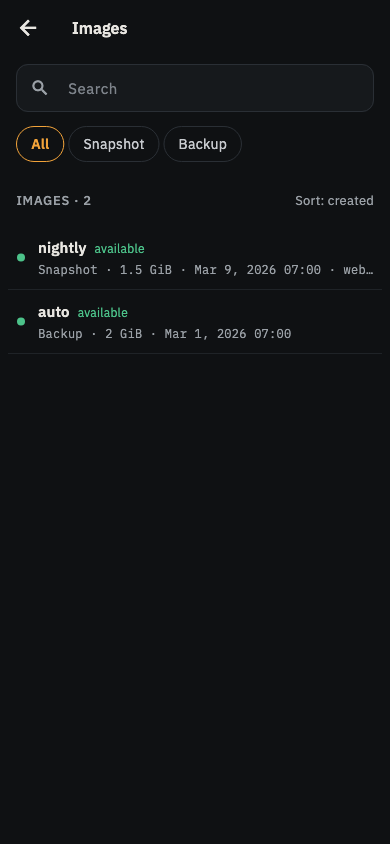 Images
Search
All Snapshot Backup
IMAGES · 2 Sort: created
nightly available
Snapshot · 1.5 GiB · Mar 9, 2026 07:00 · web…
auto available
Backup · 2 GiB · Mar 1, 2026 07:00